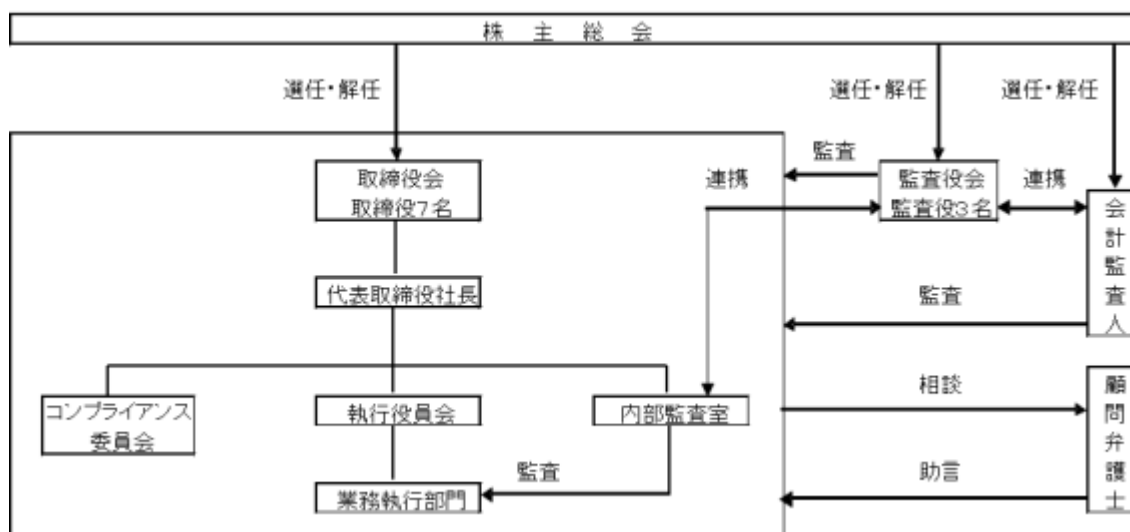 株主総会
選任・解任
選任・解任
選任・解任
取締役会
取締役7名
監査
連携
監査役会
監査役3名
連携
会計監査人
代表取締役社長
監査
コンプライアンス
委員会
執行役員会
内部監査室
相談
顧問弁護士
監査
業務執行部門
助言